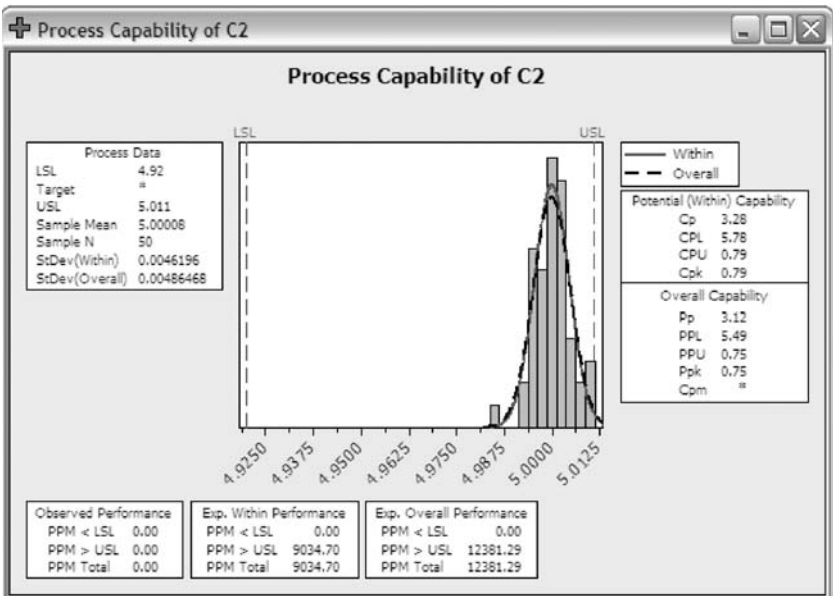 Process Capability of C2
Process Capability of C2
LSL
USL
Process Data
LSL 4.92
Target *
USL 5.011
Sample Mean 5.00008
Sample N 50
StDev(Within) 0.0046196
StDev(Overall) 0.00486468
Within
Overall
Potential (Within) Capability
Cp 3.28
CPL 5.78
CPU 0.79
Cpk 0.79
Overall Capability
Pp 3.12
PPL 5.49
PPU 0.75
Ppk 0.75
Cpm *
4.9250 4.9375 4.9500 4.9625 4.9750 4.9875 5.0000 5.0125
Observed Performance
PPM < LSL 0.00
PPM > USL 0.00
PPM Total 0.00
Exp. Within Performance
PPM < LSL 0.00
PPM > USL 9034.70
PPM Total 9034.70
Exp. Overall Performance
PPM < LSL 0.00
PPM > USL 12381.29
PPM Total 12381.29